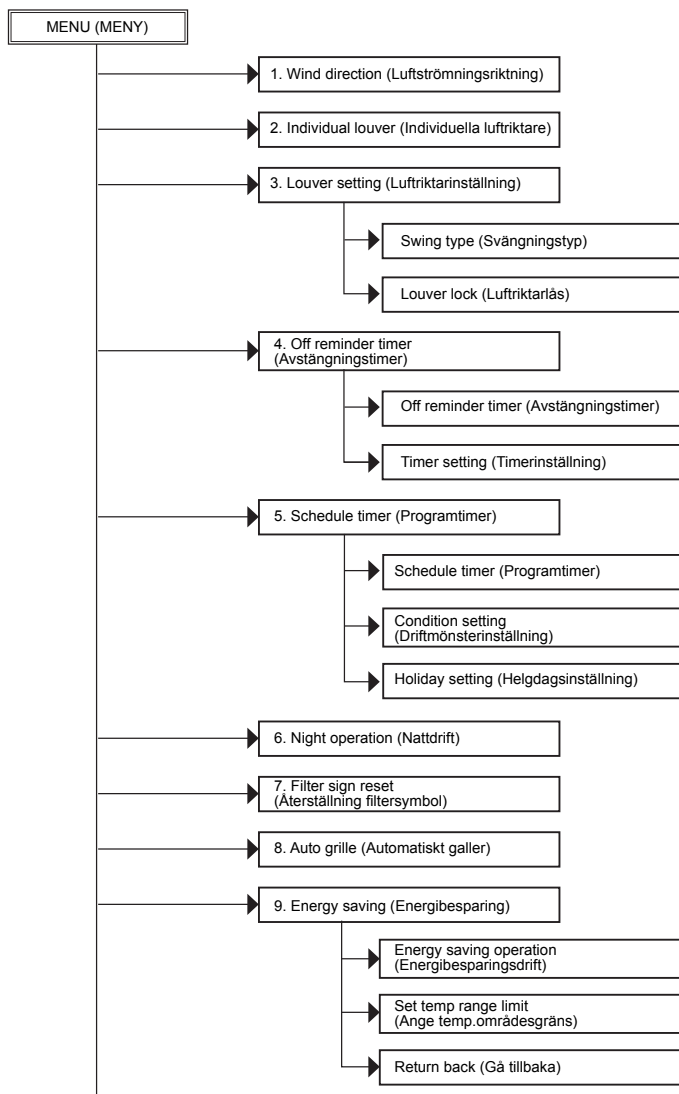 MENU (MENY)
1. Wind direction (Luftströmningsriktning)
2. Individual louver (Individuella luftriktare)
3. Louver setting (Luftriktarinställning)
Swing type (Svängningstyp)
Louver lock (Luftriktarlås)
4. Off reminder timer
(Avstängningstimer)
Off reminder timer (Avstängningstimer)
Timer setting (Timerinställning)
5. Schedule timer (Programtimer)
Schedule timer (Programtimer)
Condition setting
(Driftmönsterinställning)
Holiday setting (Helgdagsinställning)
6. Night operation (Nattdrift)
7. Filter sign reset
(Återställning filtersymbol)
8. Auto grille (Automatiskt galler)
9. Energy saving (Energibesparing)
Energy saving operation
(Energibesparingsdrift)
Set temp range limit
(Ange temp.områdesgräns)
Return back (Gå tillbaka)